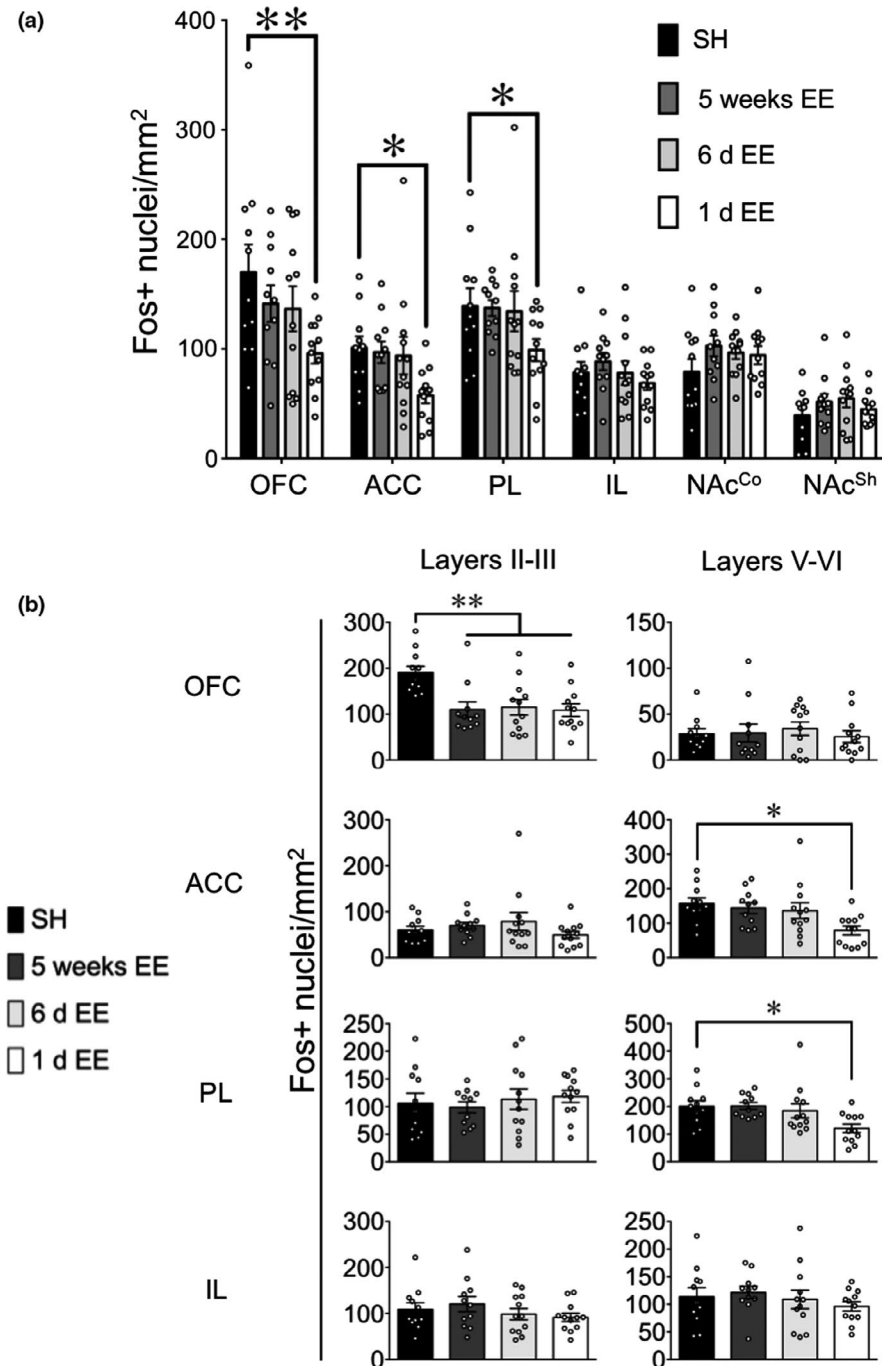 (a)
Fos+ nuclei/mm²
400
300
200
100
0
**
*
*
SH
5 weeks EE
6 d EE
1 d EE
OFC ACC PL IL NAcCo NAcSh
(b)
Layers II-III Layers V-VI
Fos+ nuclei/mm²
SH
5 weeks EE
6 d EE
1 d EE
OFC
300
200
100
0
**
150
100
50
0
ACC
300
200
100
0
400
300
200
100
0
*
PL
250
200
150
100
50
0
500
400
300
200
100
0
*
IL
300
200
100
0
250
200
150
100
50
0